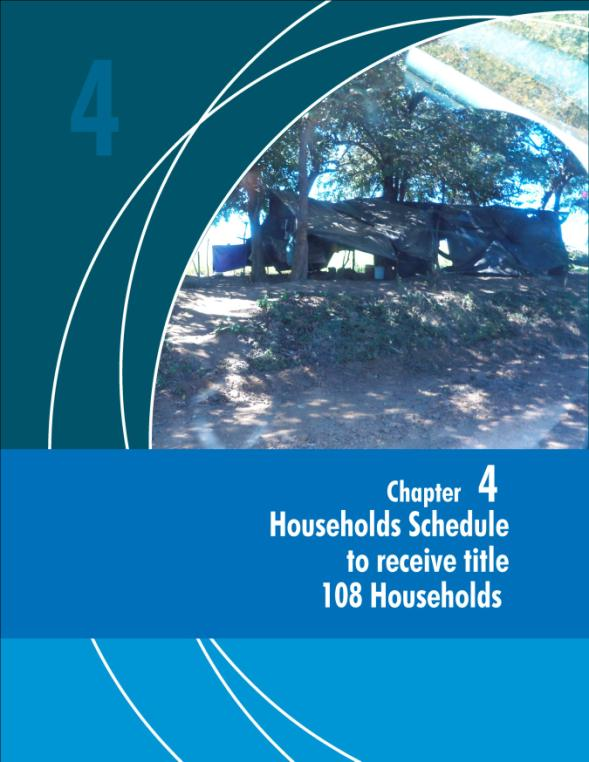 4
Chapter 4
Households Schedule
to receive title
108 Households